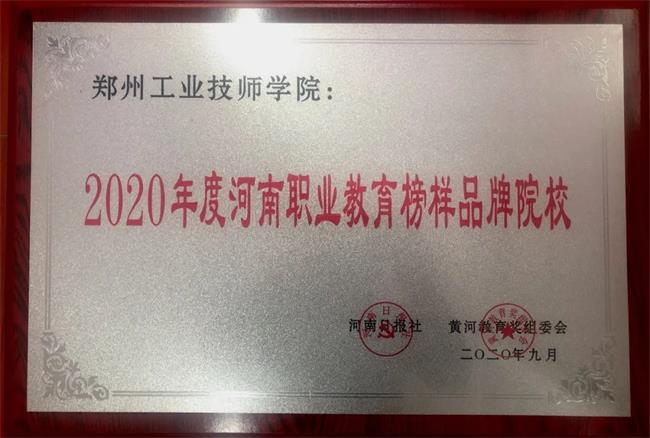 郑州工业技师学院：
2020年度河南职业教育榜样品牌院校
河南日报社 黄河教育奖组委会
二〇二〇年九月